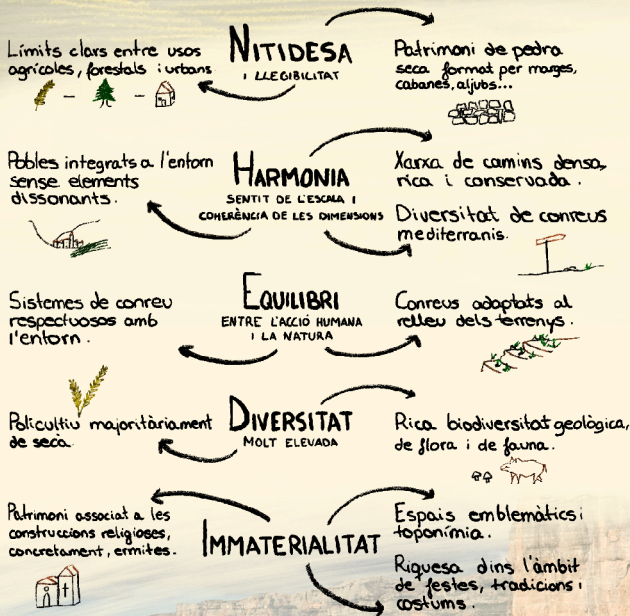 NITIDESA
I LLEGIBILITAT
Límits clars entre usos
agrícoles, forestals i urbans
Patrimoni de pedra
seca format per marges,
cabanes, aljubs...
HARMONIA
SENTIT DE L'ESCALA I
COHERÈNCIA DE LES DIMENSIONS
Pobles integrats a l'entorn
sense elements
dissonants.
Xarxa de camins densa,
rica i conservada.
Diversitat de conreus
mediterranis.
EQUILIBRI
ENTRE L'ACCIÓ HUMANA
I LA NATURA
Sistemes de conreu
respectuosos amb
l'entorn.
Conreus adaptats al
relleu dels terrenys.
DIVERSITAT
MOLT ELEVADA
Policultiu majoritàriament
de secà.
Rica biodiversitat geològica,
de flora i de fauna.
IMMATERIALITAT
Patrimoni associat a les
construccions religioses,
concretament, ermites.
Espais emblemàtics i
toponímia.
Riquesa dins l'àmbit
de festes, tradicions i
costums.